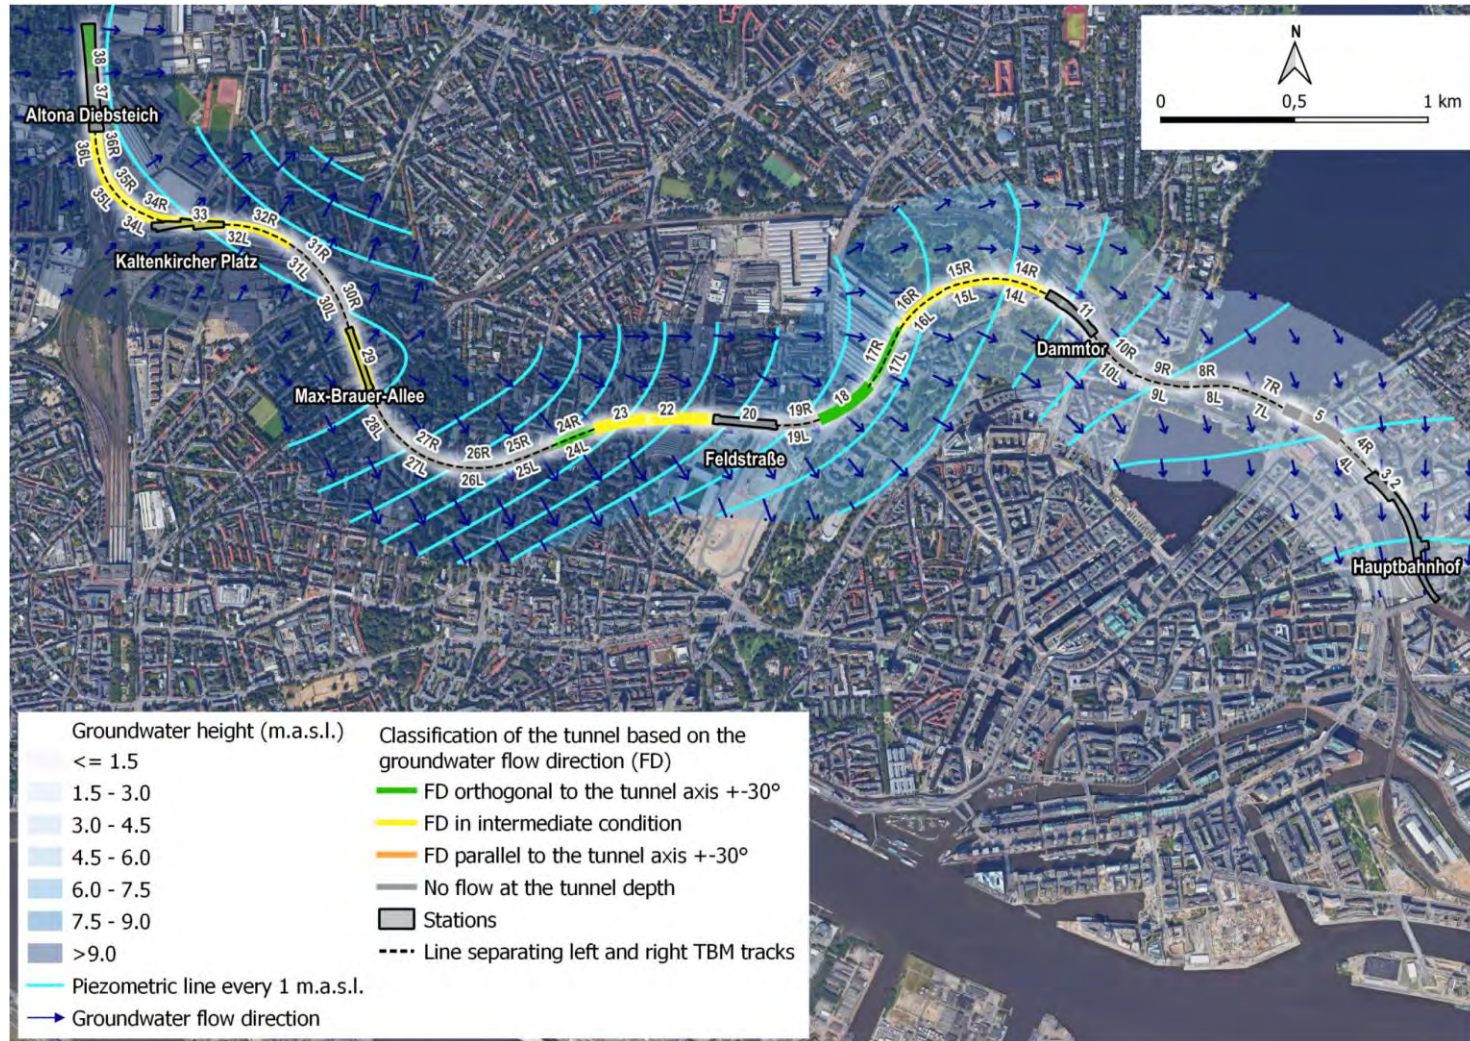 N
0 0,5 1 km
38
37
Altona Diebsteich
36R
36L
35R
35L
34R
34L
33
32R
32L
Kaltenkircher Platz
31R
31L
30R
30L
29
Max-Brauer-Allee
28L
27R
27L
26R
26L
25R
25L
24R
24L
23
22
20
Feldstraße
19R
19L
18
17R
17L
16R
16L
15R
15L
14R
14L
11
Dammtor
10R
10L
9R
9L
8R
8L
7R
7L
5
4R
4L
3,2
Hauptbahnhof
Groundwater height (m.a.s.l.)
<= 1.5
1.5 - 3.0
3.0 - 4.5
4.5 - 6.0
6.0 - 7.5
7.5 - 9.0
>9.0
Piezometric line every 1 m.a.s.l.
Groundwater flow direction
Classification of the tunnel based on the
groundwater flow direction (FD)
FD orthogonal to the tunnel axis +-30°
FD in intermediate condition
FD parallel to the tunnel axis +-30°
No flow at the tunnel depth
Stations
Line separating left and right TBM tracks